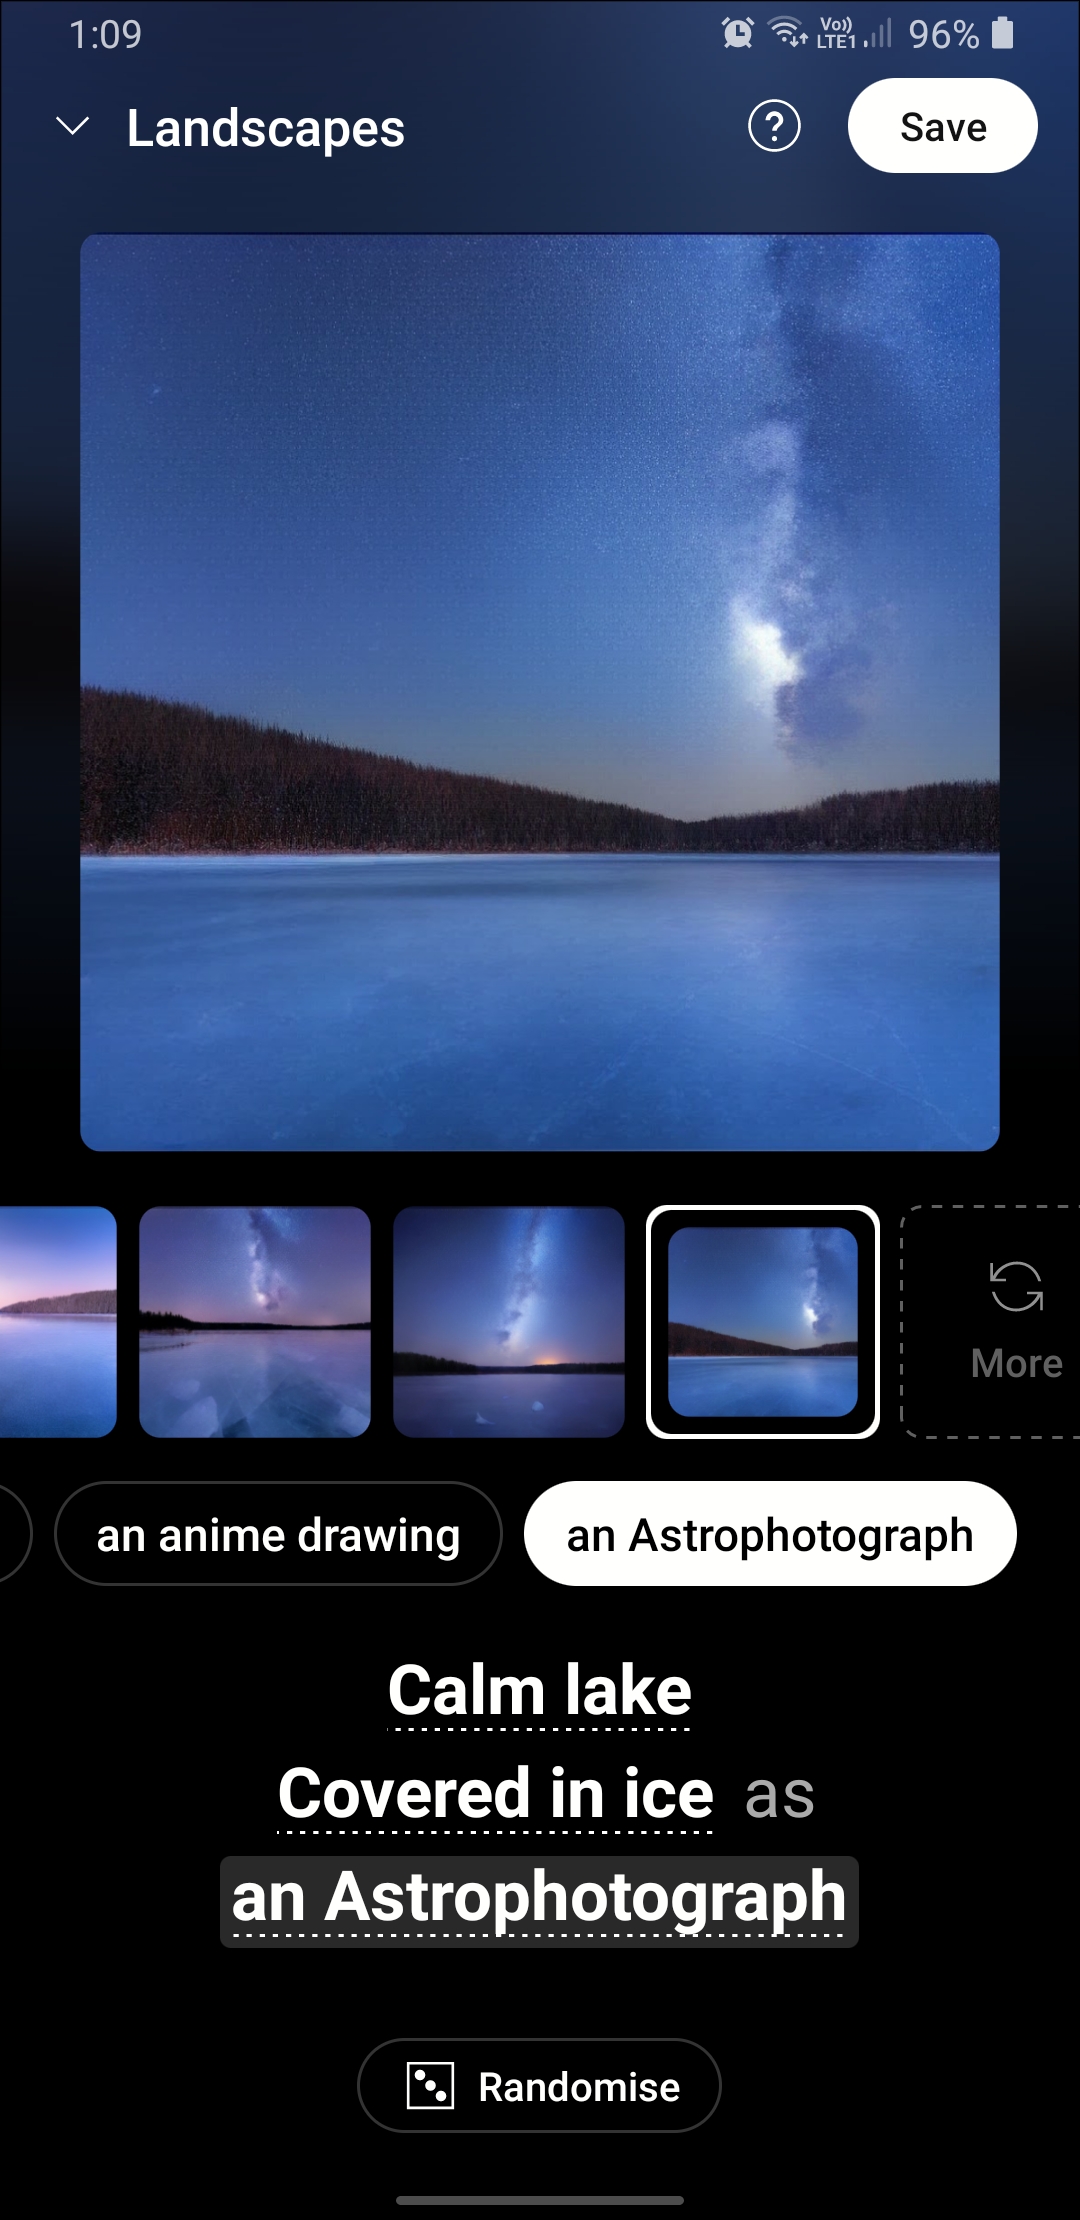 1:09
Vo)) LTE1 96%
Landscapes
? Save
More
an anime drawing
an Astrophotograph
Calm lake
Covered in ice as
an Astrophotograph
Randomise